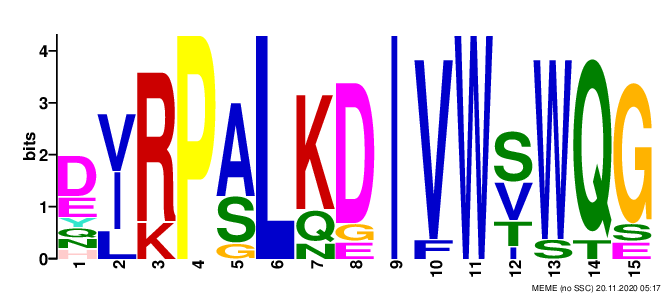 4
3
2
1
0
bits
D V R P A L K D I V W S W Q G
E I K S Q G F V S T S
Y L G N E T E
Q I
N
H
1 2 3 4 5 6 7 8 9 10 11 12 13 14 15
MEME (no SSC) 20.11.2020 05:17